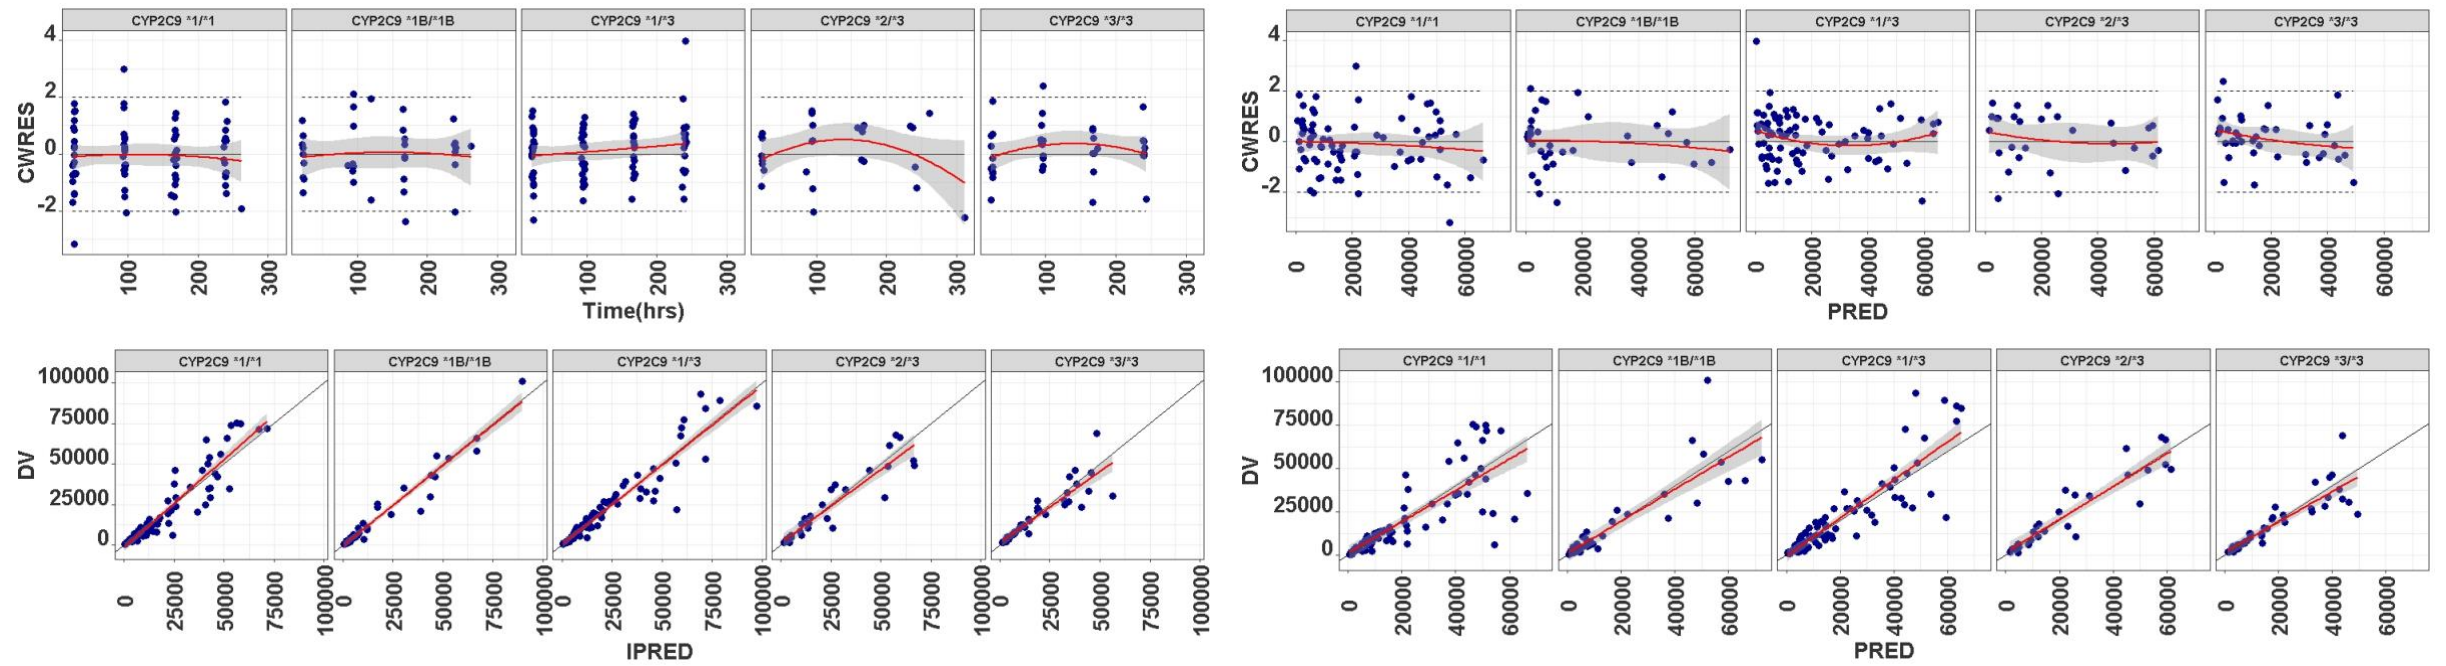 CYP2C9 *1/*1 CYP2C9 *1B/*1B CYP2C9 *1/*3 CYP2C9 *2/*3 CYP2C9 *3/*3
CWRES
4
2
0
-2
100 200 300 100 200 300 100 200 300 100 200 300 100 200 300
Time(hrs)
CYP2C9 *1/*1 CYP2C9 *1B/*1B CYP2C9 *1/*3 CYP2C9 *2/*3 CYP2C9 *3/*3
CWRES
4
2
0
-2
0 20000 40000 60000 0 20000 40000 60000 0 20000 40000 60000 0 20000 40000 60000 0 20000 40000 60000
PRED
CYP2C9 *1/*1 CYP2C9 *1B/*1B CYP2C9 *1/*3 CYP2C9 *2/*3 CYP2C9 *3/*3
DV
100000
75000
50000
25000
0
0 25000 50000 75000 100000 0 25000 50000 75000 100000 0 25000 50000 75000 100000 0 25000 50000 75000 100000 0 25000 50000 75000 100000
IPRED
CYP2C9 *1/*1 CYP2C9 *1B/*1B CYP2C9 *1/*3 CYP2C9 *2/*3 CYP2C9 *3/*3
DV
100000
75000
50000
25000
0
0 20000 40000 60000 0 20000 40000 60000 0 20000 40000 60000 0 20000 40000 60000 0 20000 40000 60000
PRED